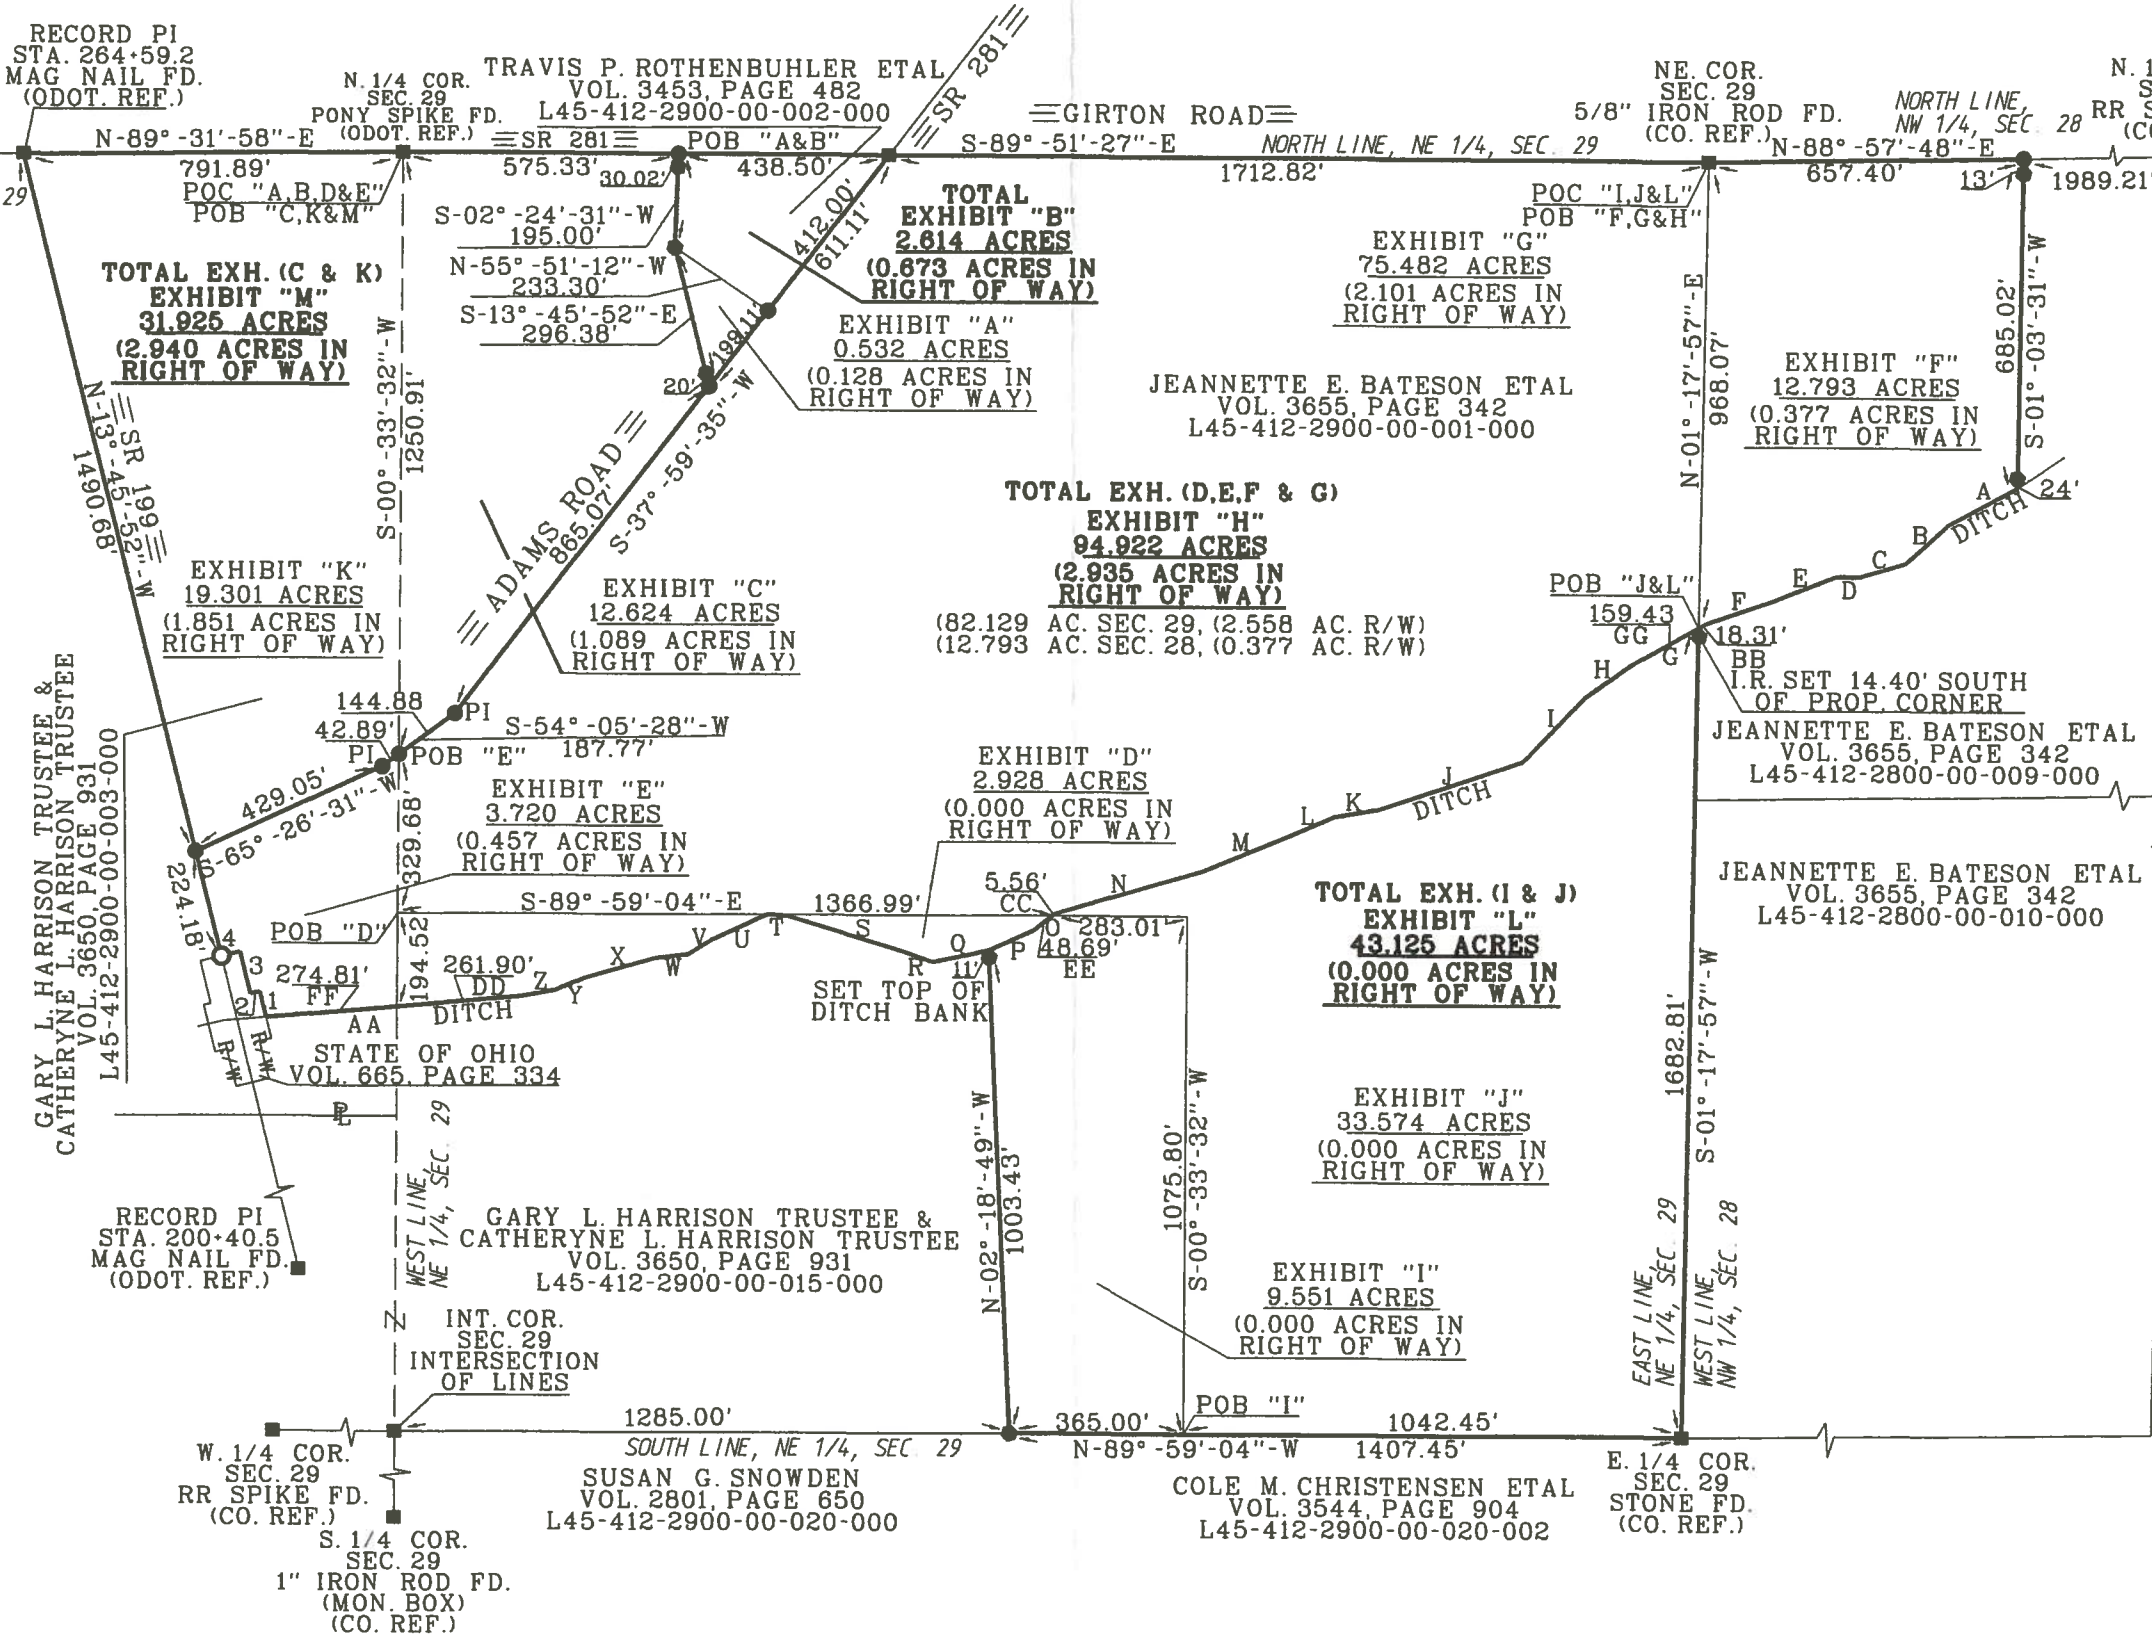 RECORD PI
STA. 264+59.2
MAG NAIL FD.
(ODOT. REF.)
N. 1/4 COR.
SEC. 29
PONY SPIKE FD.
(ODOT. REF.)
TRAVIS P. ROTHENBUHLER ETAL
VOL. 3453, PAGE 482
L45-412-2900-00-002-000
SR 281
GIRTON ROAD
NE. COR.
SEC. 29
5/8" IRON ROD FD.
(CO. REF.)
NORTH LINE,
NW 1/4, SEC. 28
N. 1
RR S
(CO
N-89°-31'-58"-E
791.89'
29
SR 281
575.33'
30.02'
POB "A&B"
438.50'
S-89°-51'-27"-E
NORTH LINE, NE 1/4, SEC. 29
1712.82'
N-88°-57'-48"-E
657.40'
13'
1989.21'
POC "A,B,D&E"
POB "C,K&M"
POC "I,J&L"
POB "F,G&H"
S-02°-24'-31"-W
195.00'
N-55°-51'-12"-W
233.30'
S-13°-45'-52"-E
296.38'
412.00'
611.11'
199.11'
20'
TOTAL
EXHIBIT "B"
2.614 ACRES
(0.673 ACRES IN
RIGHT OF WAY)
EXHIBIT "A"
0.532 ACRES
(0.128 ACRES IN
RIGHT OF WAY)
TOTAL EXH. (C & K)
EXHIBIT "M"
31.925 ACRES
(2.940 ACRES IN
RIGHT OF WAY)
S-00°-33'-32"-W
1250.91'
EXHIBIT "G"
75.482 ACRES
(2.101 ACRES IN
RIGHT OF WAY)
N-01°-17'-57"-E
968.07'
685.02'
S-01°-03'-31"-W
EXHIBIT "F"
12.793 ACRES
(0.377 ACRES IN
RIGHT OF WAY)
JEANNETTE E. BATESON ETAL
VOL. 3655, PAGE 342
L45-412-2900-00-001-000
SR 199
N-13°-45'-52"-W
1490.68'
ADAMS ROAD
865.07'
S-37°-59'-35"-W
TOTAL EXH. (D,E,F & G)
EXHIBIT "H"
94.922 ACRES
(2.935 ACRES IN
RIGHT OF WAY)
(82.129 AC. SEC. 29, (2.558 AC. R/W)
(12.793 AC. SEC. 28, (0.377 AC. R/W)
24'
A
DITCH
B
C
D
E
F
EXHIBIT "K"
19.301 ACRES
(1.851 ACRES IN
RIGHT OF WAY)
EXHIBIT "C"
12.624 ACRES
(1.089 ACRES IN
RIGHT OF WAY)
POB "J&L"
159.43
GG
18.31'
BB
G
H
I
I.R. SET 14.40' SOUTH
OF PROP. CORNER
JEANNETTE E. BATESON ETAL
VOL. 3655, PAGE 342
L45-412-2800-00-009-000
GARY L. HARRISON TRUSTEE &
CATHERYNE L. HARRISON TRUSTEE
VOL. 3650, PAGE 931
L45-412-2900-00-003-000
144.88
PI
42.89'
PI
S-54°-05'-28"-W
187.77'
POB "E"
429.05'
S-65°-26'-31"-W
EXHIBIT "E"
3.720 ACRES
(0.457 ACRES IN
RIGHT OF WAY)
EXHIBIT "D"
2.928 ACRES
(0.000 ACRES IN
RIGHT OF WAY)
J
DITCH
K
L
M
N
329.68'
224.18'
S-89°-59'-04"-E
1366.99'
5.56'
CC
283.01'
48.69'
EE
O
P
Q
R
S
T
U
V
W
X
Y
Z
11'
SET TOP OF
DITCH BANK
POB "D"
194.52'
4
3
2
1
274.81'
FF
261.90'
DD
AA
DITCH
R/W
R/W
STATE OF OHIO
VOL. 665, PAGE 334
PL
TOTAL EXH. (I & J)
EXHIBIT "L"
43.125 ACRES
(0.000 ACRES IN
RIGHT OF WAY)
JEANNETTE E. BATESON ETAL
VOL. 3655, PAGE 342
L45-412-2800-00-010-000
1682.81'
S-01°-17'-57"-W
EXHIBIT "J"
33.574 ACRES
(0.000 ACRES IN
RIGHT OF WAY)
N-02°-18'-49"-W
1003.43'
1075.80'
S-00°-33'-32"-W
WEST LINE,
NE 1/4, SEC. 29
RECORD PI
STA. 200+40.5
MAG NAIL FD.
(ODOT. REF.)
GARY L. HARRISON TRUSTEE &
CATHERYNE L. HARRISON TRUSTEE
VOL. 3650, PAGE 931
L45-412-2900-00-015-000
EXHIBIT "I"
9.551 ACRES
(0.000 ACRES IN
RIGHT OF WAY)
EAST LINE,
NE 1/4, SEC. 29
WEST LINE,
NW 1/4, SEC. 28
INT. COR.
SEC. 29
INTERSECTION
OF LINES
1285.00'
SOUTH LINE, NE 1/4, SEC. 29
POB "I"
365.00'
1042.45'
N-89°-59'-04"-W
1407.45'
W. 1/4 COR.
SEC. 29
RR SPIKE FD.
(CO. REF.)
S. 1/4 COR.
SEC. 29
1" IRON ROD FD.
(MON. BOX)
(CO. REF.)
SUSAN G. SNOWDEN
VOL. 2801, PAGE 650
L45-412-2900-00-020-000
COLE M. CHRISTENSEN ETAL
VOL. 3544, PAGE 904
L45-412-2900-00-020-002
E. 1/4 COR.
SEC. 29
STONE FD.
(CO. REF.)